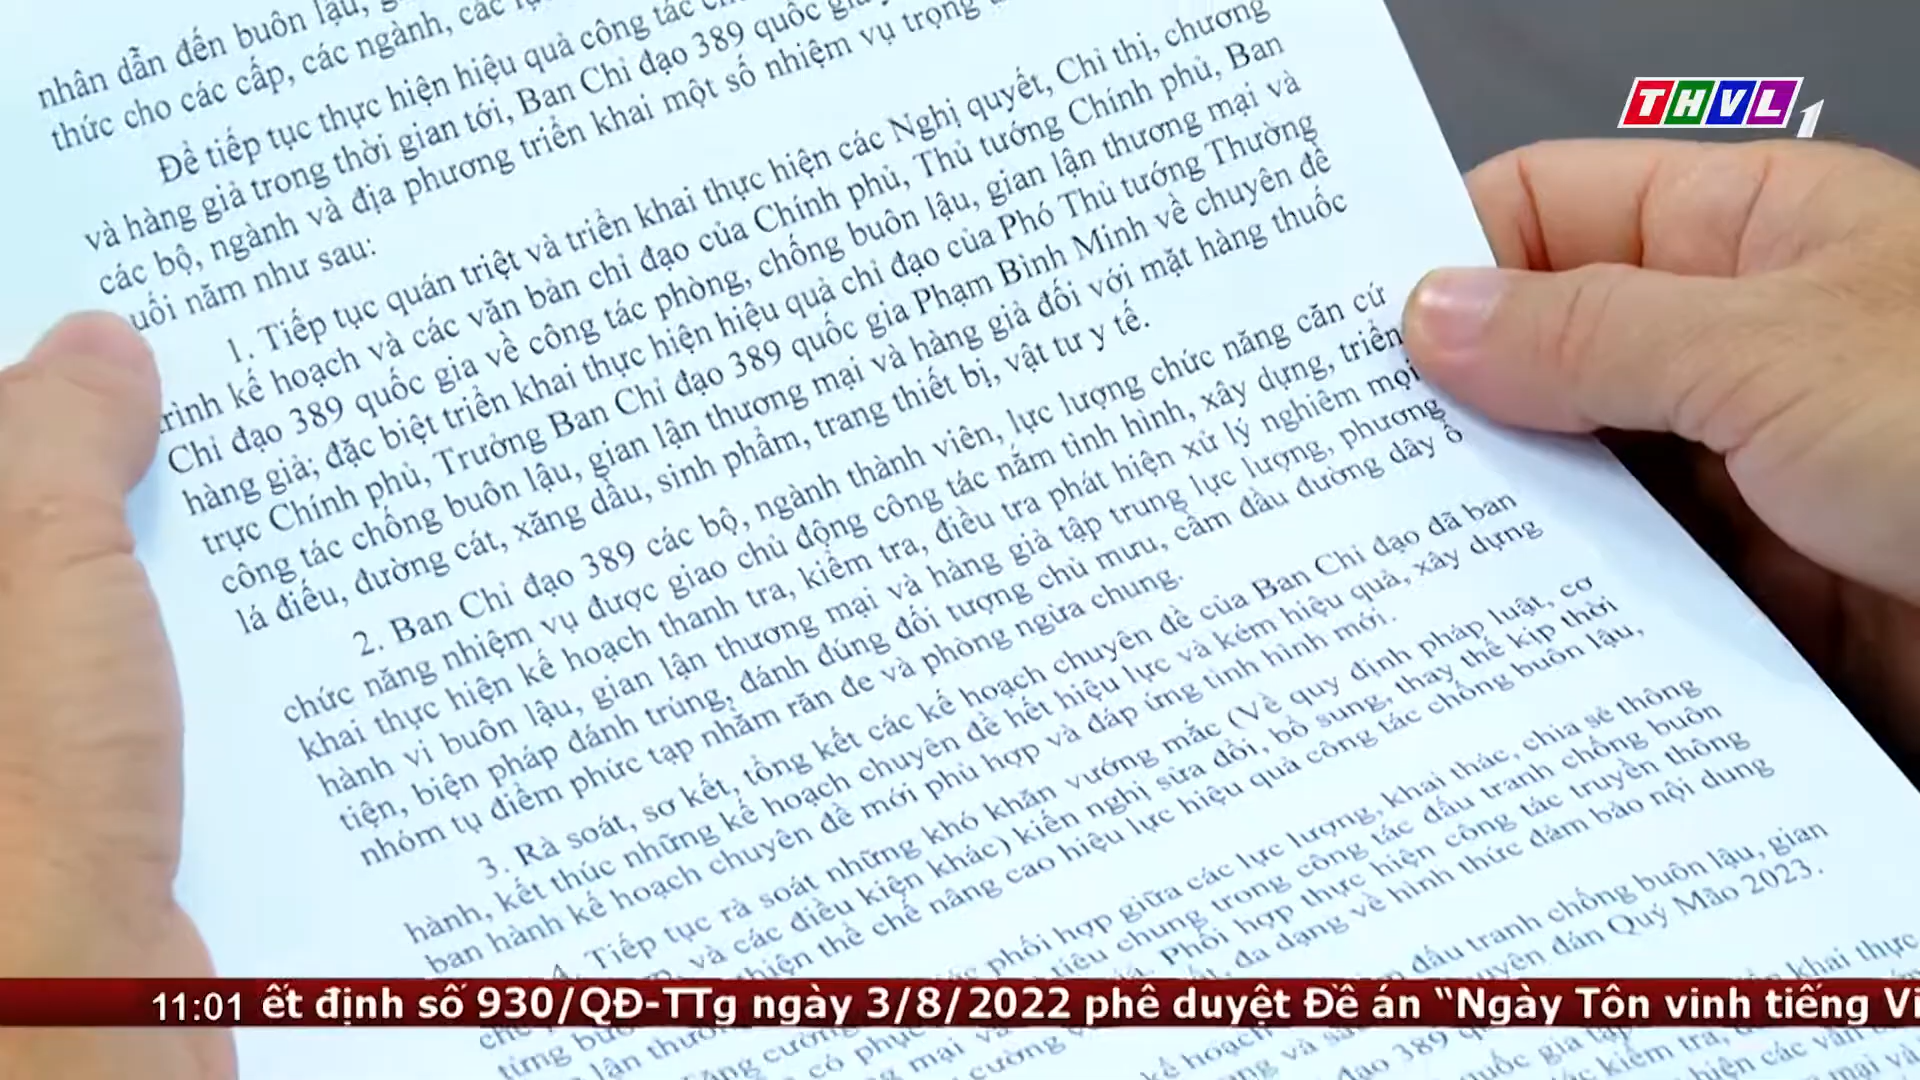 nhân dẫn đến buôn lậu,
thức cho các cấp, các ngành, các
Để tiếp tục thực hiện hiệu quả công tác
và hàng giả trong thời gian tới, Ban Chỉ đạo 389 quốc gia
các bộ, ngành và địa phương triển khai một số nhiệm vụ trọng
uối năm như sau:
1. Tiếp tục quán triệt và triển khai thực hiện các Nghị quyết, Chỉ thị, chương
trình kế hoạch và các văn bản chỉ đạo của Chính phủ, Thủ tướng Chính phủ, Ban
Chỉ đạo 389 quốc gia về công tác phòng, chống buôn lậu, gian lận thương mại và
hàng giả; đặc biệt triển khai thực hiện hiệu quả chỉ đạo của Phó Thủ tướng Thường
trực Chính phủ, Trưởng Ban Chỉ đạo 389 quốc gia Phạm Bình Minh về chuyên đề
công tác chống buôn lậu, gian lận thương mại và hàng giả đối với mặt hàng thuốc
lá điếu, đường cát, xăng dầu, sinh phẩm, trang thiết bị, vật tư y tế.
2. Ban Chỉ đạo 389 các bộ, ngành thành viên, lực lượng chức năng căn cứ
chức năng nhiệm vụ được giao chủ động công tác nắm tình hình, xây dựng, triển
khai thực hiện kế hoạch thanh tra, kiểm tra, điều tra phát hiện xử lý nghiêm mọi
hành vi buôn lậu, gian lận thương mại và hàng giả tập trung lực lượng, phương
tiện, biện pháp đánh trúng, đánh đúng đối tượng chủ mưu, cầm đầu đường dây ổ
nhóm tụ điểm phức tạp nhằm răn đe và phòng ngừa chung.
3. Rà soát, sơ kết, tổng kết các kế hoạch chuyên đề của Ban Chỉ đạo đã ban
hành, kết thúc những kế hoạch chuyên đề hết hiệu lực và kém hiệu quả, xây dựng
ban hành kế hoạch chuyên đề mới phù hợp và đáp ứng tình hình mới.
4. Tiếp tục rà soát những khó khăn vướng mắc (Về quy định pháp luật, cơ
và các điều kiện khác) kiến nghị sửa đổi, bổ sung, thay thế kịp thời
thể chế nâng cao hiệu lực hiệu quả công tác chống buôn lậu,
phối hợp giữa các lực lượng, khai thác, chia sẻ thông
tiêu chung trong công tác đấu tranh chống buôn
Phối hợp thực hiện công tác truyền thông
đa dạng về hình thức đảm bảo nội dung
đấu tranh chống buôn lậu, gian
đán Quý Mão 2023.
THVL1
11:01 ết định số 930/QĐ-TTg ngày 3/8/2022 phê duyệt Đề án “Ngày Tôn vinh tiếng Vi